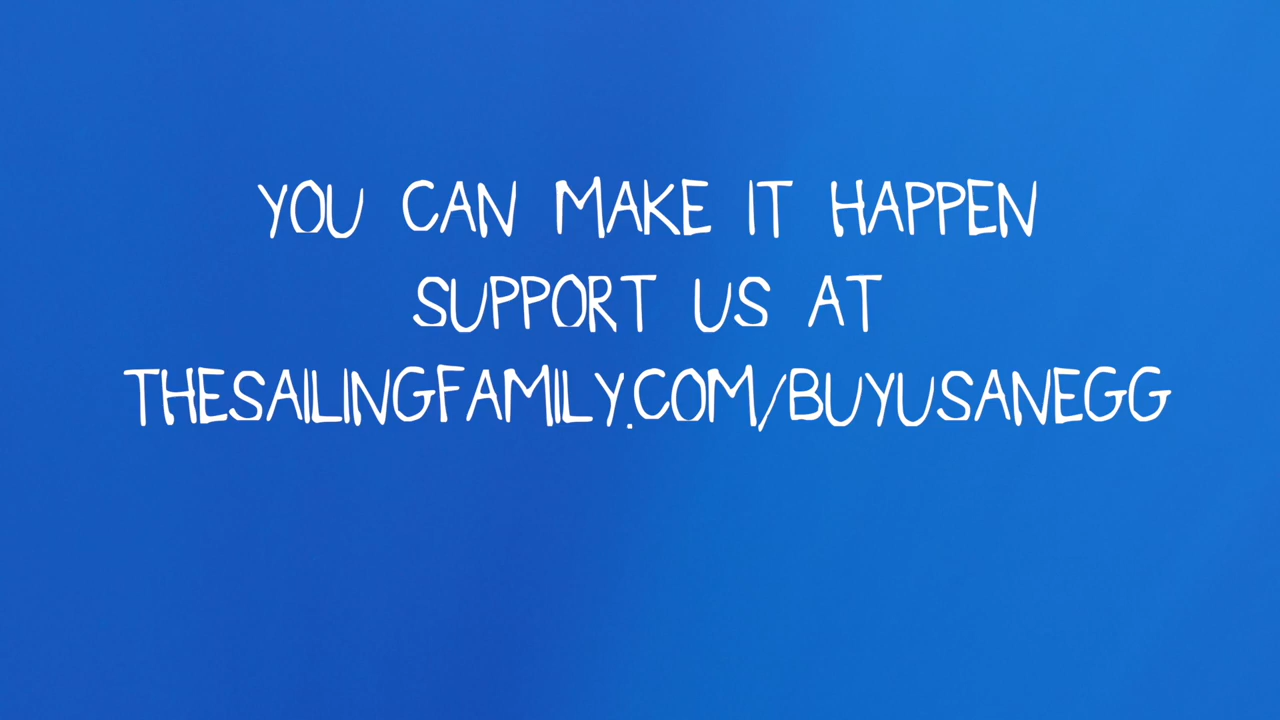 YOU CAN MAKE IT HAPPEN
SUPPORT US AT
THESAILINGFAMILY.COM/BUYUSANEGG